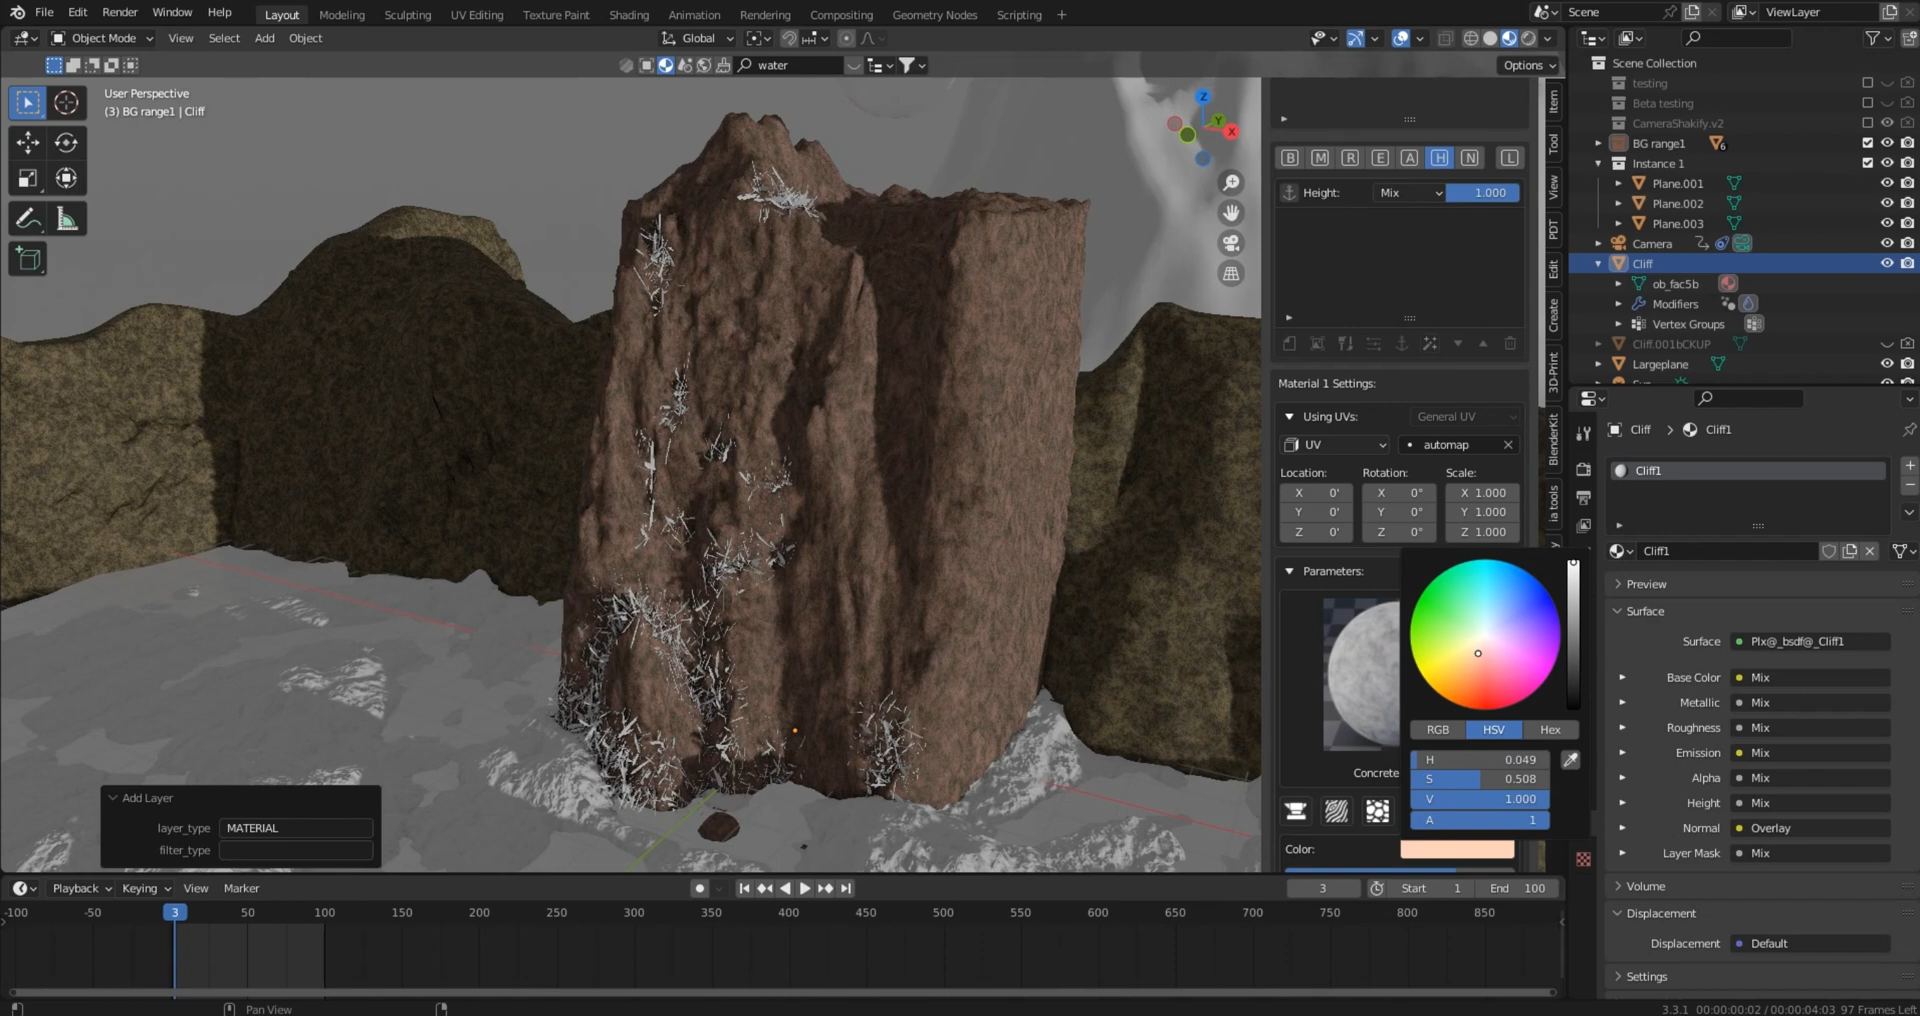 File Edit Render Window Help Layout Modeling Sculpting UV Editing Texture Paint Shading Animation Rendering Compositing Geometry Nodes Scripting + Scene ViewLayer
Object Mode View Select Add Object Global
water Options
User Perspective
(3) BG range1 | Cliff
Z
Y
X
B M R E A H N L
Height: Mix 1.000
Material 1 Settings:
Using UVs: General UV
UV automap
Location: Rotation: Scale:
X 0' X 0° X 1.000
Y 0' Y 0° Y 1.000
Z 0' Z 0° Z 1.000
Parameters:
Concrete
RGB HSV Hex
H 0.049
S 0.508
V 1.000
A 1
Color:
Item
Tool
View
PDT
Edit
Create
3D-Print
BlenderKit
ia tools
Add Layer
layer_type MATERIAL
filter_type
Scene Collection
testing
Beta testing
CameraShakify.v2
BG range1 6
Instance 1
Plane.001
Plane.002
Plane.003
Camera
Cliff
ob_fac5b
Modifiers
Vertex Groups
Cliff.001bCKUP
Largeplane
Cliff > Cliff1
Cliff1
Cliff1
Preview
Surface
Surface Plx@_bsdf@_Cliff1
Base Color Mix
Metallic Mix
Roughness Mix
Emission Mix
Alpha Mix
Height Mix
Normal Overlay
Layer Mask Mix
Volume
Displacement
Displacement Default
Settings
Playback Keying View Marker 3 Start 1 End 100
-100 -50 3 50 100 150 200 250 300 350 400 450 500 550 600 650 700 750 800 850
Pan View
3.3.1 00:00:00:02 / 00:00:04:03 97 Frames Left